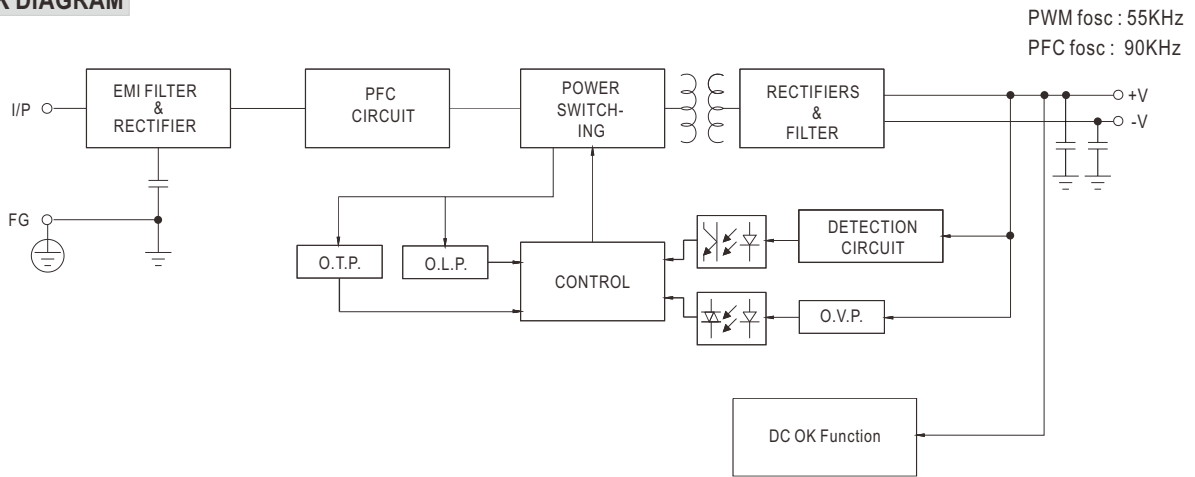 DIAGRAM
PWM fosc : 55KHz
PFC fosc : 90KHz
I/P
EMI FILTER
&
RECTIFIER
PFC
CIRCUIT
POWER
SWITCH-
ING
RECTIFIERS
&
FILTER
+V
-V
FG
O.T.P.
O.L.P.
CONTROL
DETECTION
CIRCUIT
O.V.P.
DC OK Function